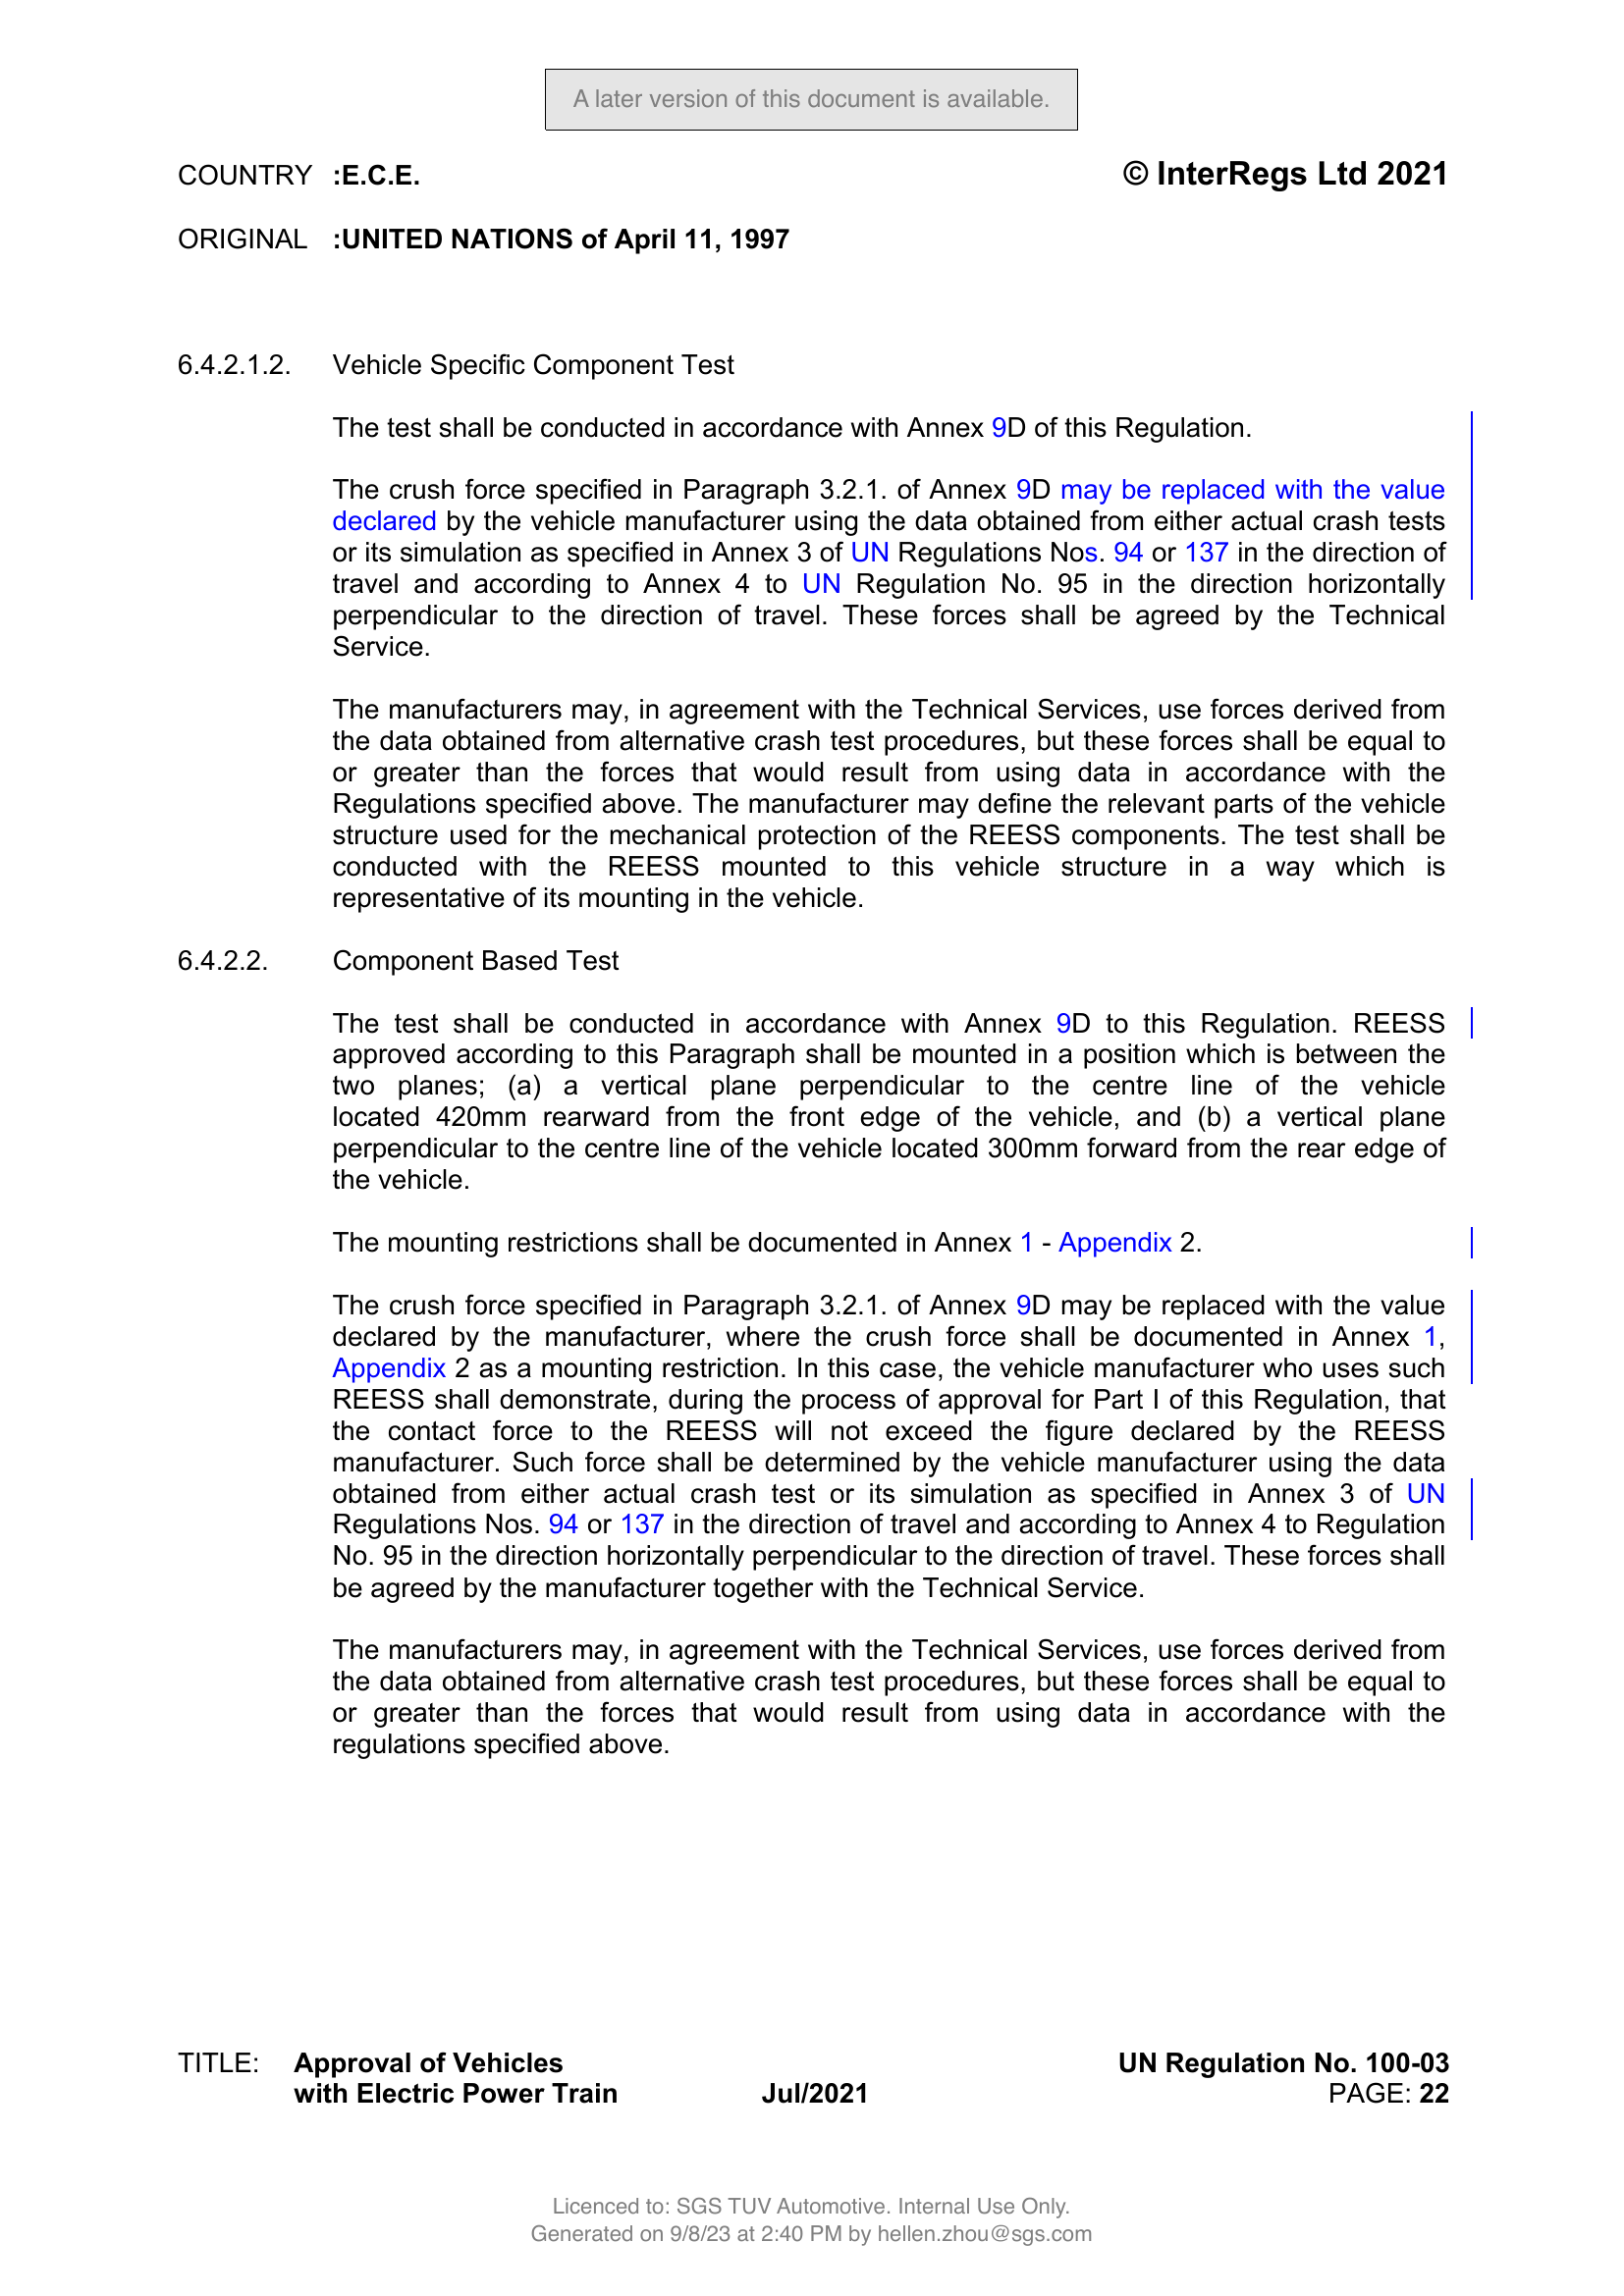 A later version of this document is available.
COUNTRY :E.C.E. © InterRegs Ltd 2021
ORIGINAL :UNITED NATIONS of April 11, 1997
6.4.2.1.2. Vehicle Specific Component Test
The test shall be conducted in accordance with Annex 9D of this Regulation.
The crush force specified in Paragraph 3.2.1. of Annex 9D may be replaced with the value
declared by the vehicle manufacturer using the data obtained from either actual crash tests
or its simulation as specified in Annex 3 of UN Regulations Nos. 94 or 137 in the direction of
travel and according to Annex 4 to UN Regulation No. 95 in the direction horizontally
perpendicular to the direction of travel. These forces shall be agreed by the Technical
Service.
The manufacturers may, in agreement with the Technical Services, use forces derived from
the data obtained from alternative crash test procedures, but these forces shall be equal to
or greater than the forces that would result from using data in accordance with the
Regulations specified above. The manufacturer may define the relevant parts of the vehicle
structure used for the mechanical protection of the REESS components. The test shall be
conducted with the REESS mounted to this vehicle structure in a way which is
representative of its mounting in the vehicle.
6.4.2.2. Component Based Test
The test shall be conducted in accordance with Annex 9D to this Regulation. REESS
approved according to this Paragraph shall be mounted in a position which is between the
two planes; (a) a vertical plane perpendicular to the centre line of the vehicle
located 420mm rearward from the front edge of the vehicle, and (b) a vertical plane
perpendicular to the centre line of the vehicle located 300mm forward from the rear edge of
the vehicle.
The mounting restrictions shall be documented in Annex 1 - Appendix 2.
The crush force specified in Paragraph 3.2.1. of Annex 9D may be replaced with the value
declared by the manufacturer, where the crush force shall be documented in Annex 1,
Appendix 2 as a mounting restriction. In this case, the vehicle manufacturer who uses such
REESS shall demonstrate, during the process of approval for Part I of this Regulation, that
the contact force to the REESS will not exceed the figure declared by the REESS
manufacturer. Such force shall be determined by the vehicle manufacturer using the data
obtained from either actual crash test or its simulation as specified in Annex 3 of UN
Regulations Nos. 94 or 137 in the direction of travel and according to Annex 4 to Regulation
No. 95 in the direction horizontally perpendicular to the direction of travel. These forces shall
be agreed by the manufacturer together with the Technical Service.
The manufacturers may, in agreement with the Technical Services, use forces derived from
the data obtained from alternative crash test procedures, but these forces shall be equal to
or greater than the forces that would result from using data in accordance with the
regulations specified above.
TITLE: Approval of Vehicles UN Regulation No. 100-03
with Electric Power Train Jul/2021 PAGE: 22
Licenced to: SGS TUV Automotive. Internal Use Only.
Generated on 9/8/23 at 2:40 PM by hellen.zhou@sgs.com